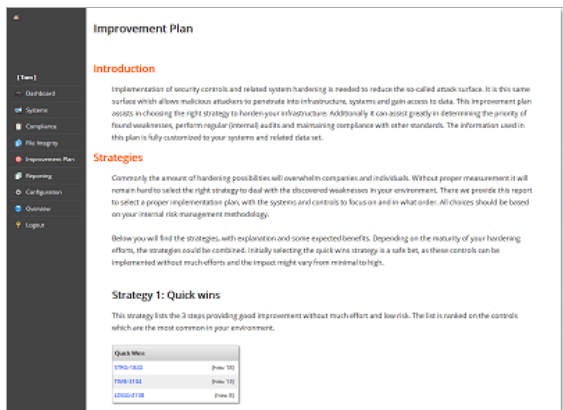 Improvement Plan
[ Tom ]
Dashboard
Systems
Compliance
File Integrity
Improvement Plan
Reporting
Configuration
Overview
Logout
Introduction
Implementation of security controls and related system hardening is needed to reduce the so-called attack surface. It is this same
surface which allows malicious attackers to penetrate into infrastructure, systems and gain access to data. This improvement plan
assists in choosing the right strategy to harden your infrastructure. Additionally it can assist greatly in determining the priority of
found weaknesses, perform regular (internal) audits and maintaining compliance with other standards. The information used in
this plan is fully customized to your systems and related data set.
Strategies
Commonly the amount of hardening possibilities will overwhelm companies and individuals. Without proper measurement it will
remain hard to select the right strategy to deal with the discovered weaknesses in your environment. There we provide this report
to select a proper implementation plan, with the systems and controls to focus on and in what order. All choices should be based
on your internal risk management methodology.
Below you will find the strategies, with explanation and some expected benefits. Depending on the maturity of your hardening
efforts, the strategies could be combined. Initially selecting the quick wins strategy is a safe bet, as these controls can be
implemented without much efforts and the impact might vary from minimal to high.
Strategy 1: Quick wins
This strategy lists the 3 steps providing good improvement without much effort and low risk. The list is ranked on the controls
which are the most common in your environment.
Quick Wins